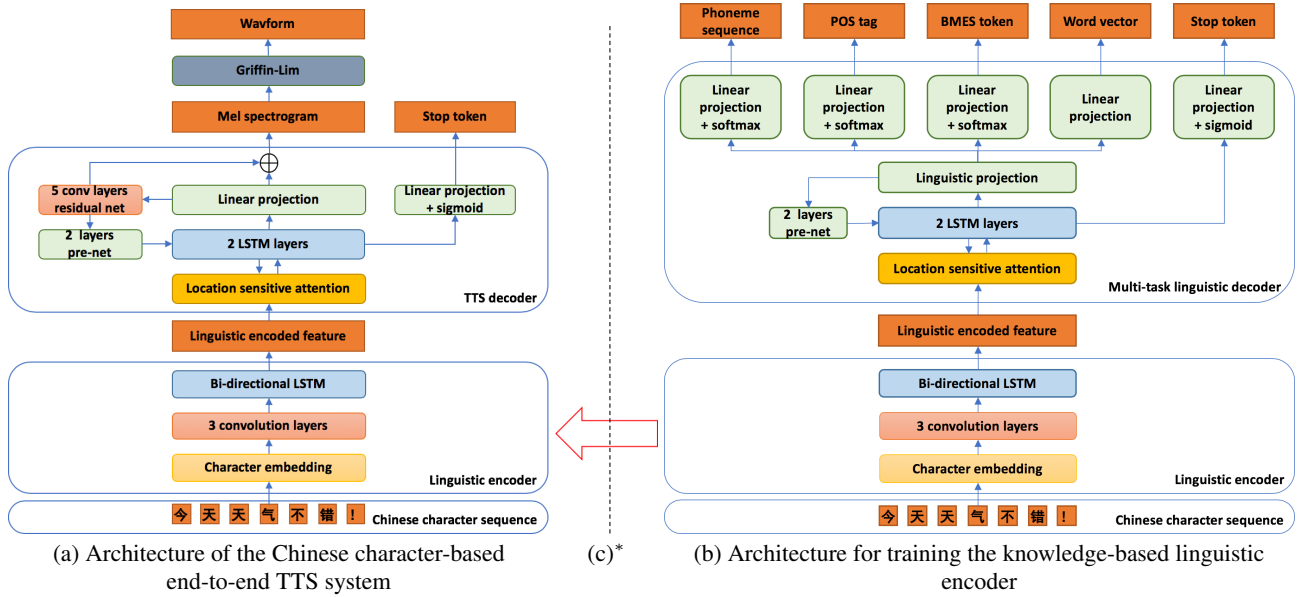 Wavform
Griffin-Lim
Mel spectrogram
Stop token
5 conv layers
residual net
Linear projection
Linear projection
+ sigmoid
2 layers
pre-net
2 LSTM layers
Location sensitive attention
TTS decoder
Linguistic encoded feature
Bi-directional LSTM
3 convolution layers
Character embedding
Linguistic encoder
今 天 天 气 不 错 !
Chinese character sequence
(a) Architecture of the Chinese character-based
end-to-end TTS system
(c)*
Phoneme
sequence
POS tag
BMES token
Word vector
Stop token
Linear
projection
+ softmax
Linear
projection
+ softmax
Linear
projection
+ softmax
Linear
projection
Linear
projection
+ sigmoid
Linguistic projection
2 layers
pre-net
2 LSTM layers
Location sensitive attention
Multi-task linguistic decoder
Linguistic encoded feature
Bi-directional LSTM
3 convolution layers
Character embedding
Linguistic encoder
今 天 天 气 不 错 !
Chinese character sequence
(b) Architecture for training the knowledge-based linguistic
encoder